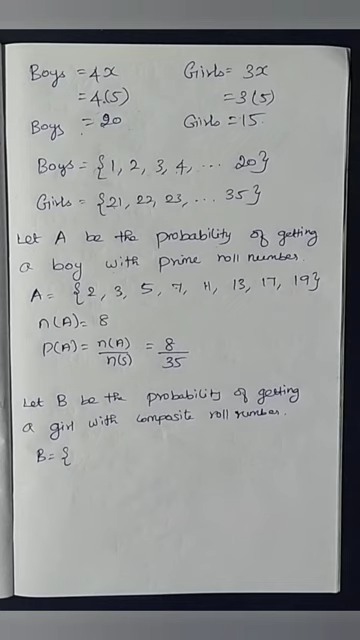 Boys = 4x Girls = 3x
= 4(5) = 3(5)
Boys = 20 Girls = 15.
Boys = {1, 2, 3, 4, ... 20}
Girls = {21, 22, 23, ... 35}
Let A be the probability of getting
a boy with prime roll number.
A = {2, 3, 5, 7, 11, 13, 17, 19}
n(A) = 8
P(A) = n(A)/n(s) = 8/35
Let B be the probability of getting
a girl with composite roll number.
B = {